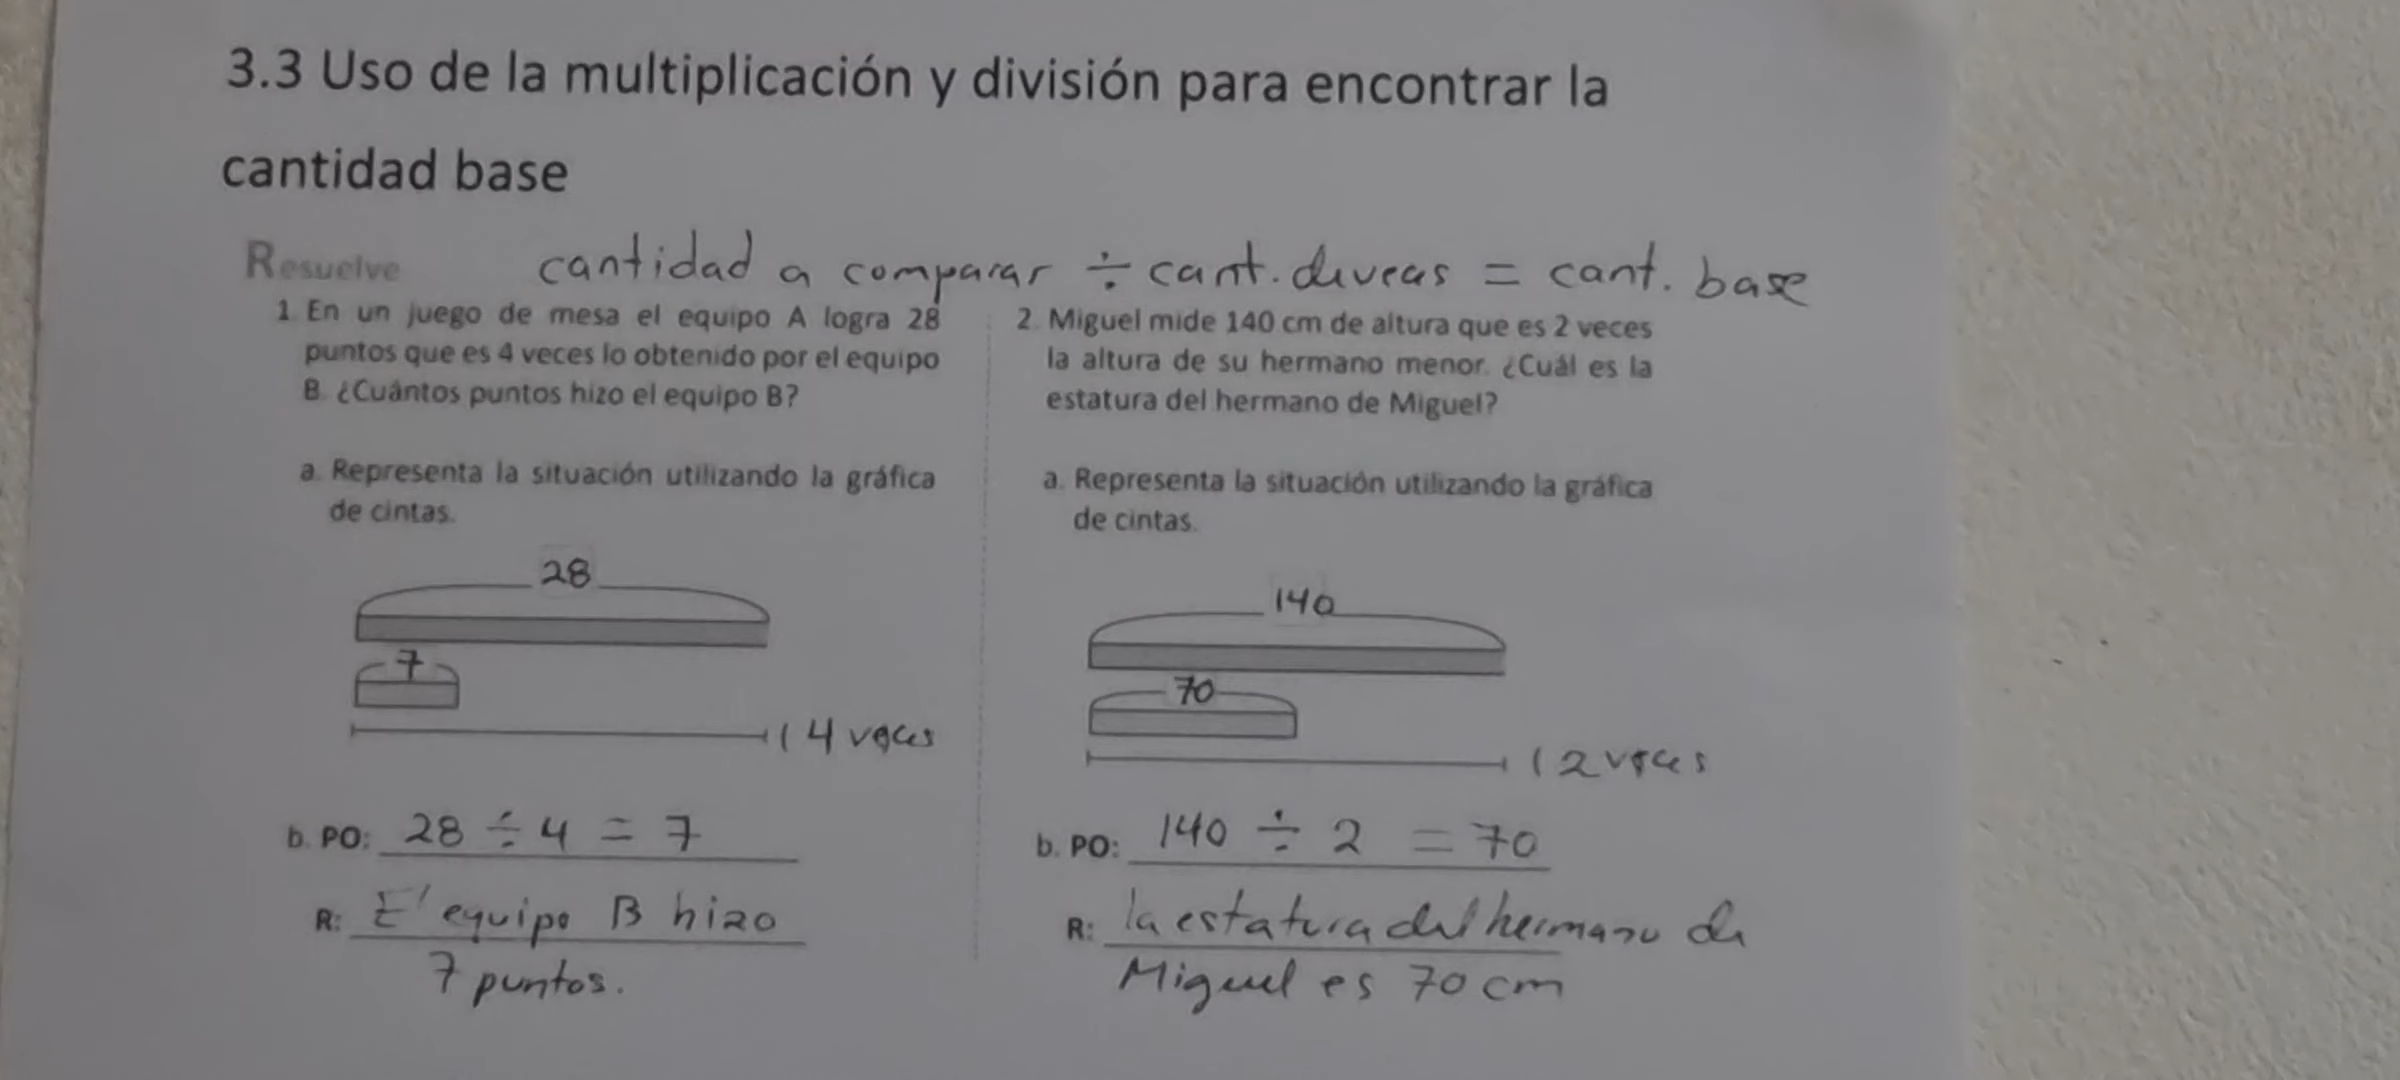 3.3 Uso de la multiplicación y división para encontrar la
cantidad base
Resuelve
cantidad a comparar ÷ cant. de veces = cant. base
1. En un juego de mesa el equipo A logra 28
puntos que es 4 veces lo obtenido por el equipo
B. ¿Cuántos puntos hizo el equipo B?
a. Representa la situación utilizando la gráfica
de cintas.
28
7
4 veces
b. PO: 28 ÷ 4 = 7
R: El equipo B hizo
7 puntos.
2. Miguel mide 140 cm de altura que es 2 veces
la altura de su hermano menor. ¿Cuál es la
estatura del hermano de Miguel?
a. Representa la situación utilizando la gráfica
de cintas.
140
70
2 veces
b. PO: 140 ÷ 2 = 70
R: la estatura del hermano de
Miguel es 70 cm